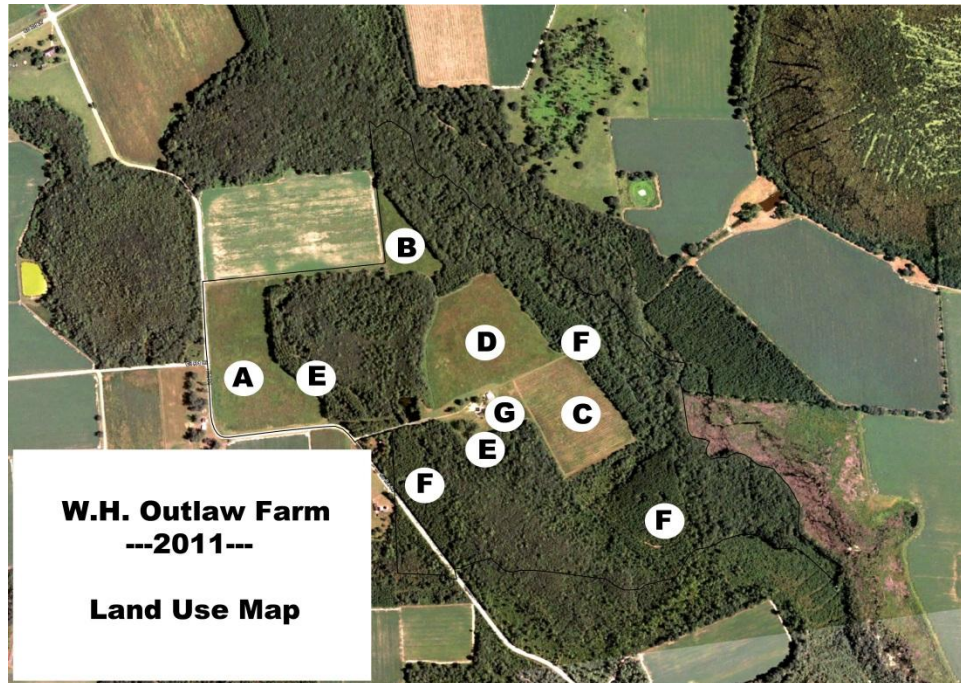 B
D
F
A
E
G
C
E
F
F
W.H. Outlaw Farm
---2011---
Land Use Map